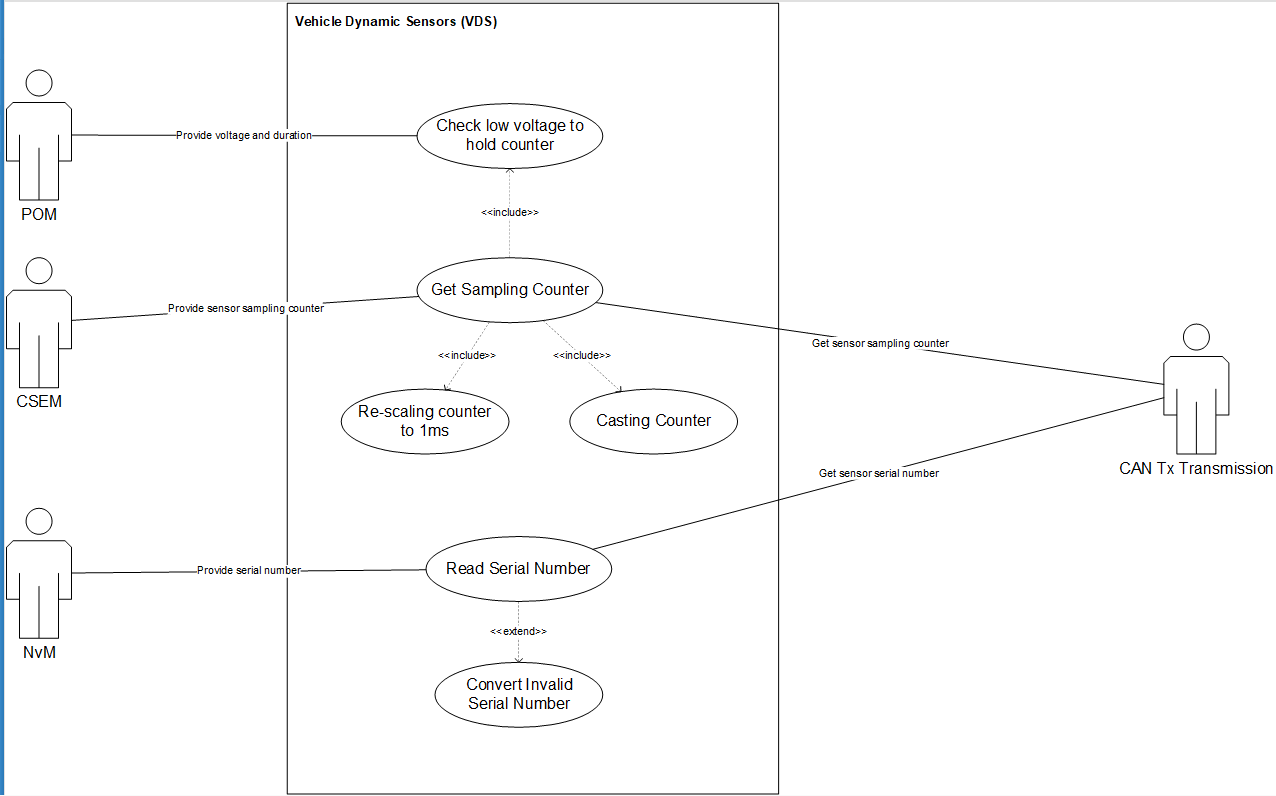 Vehicle Dynamic Sensors (VDS)
Check low voltage to
hold counter
Provide voltage and duration
POM
<<include>>
Get Sampling Counter
Provide sensor sampling counter
Get sensor sampling counter
<<include>>
<<include>>
CSEM
Re-scaling counter
to 1ms
Casting Counter
CAN Tx Transmission
Get sensor serial number
Read Serial Number
Provide serial number
<<extend>>
NvM
Convert Invalid
Serial Number